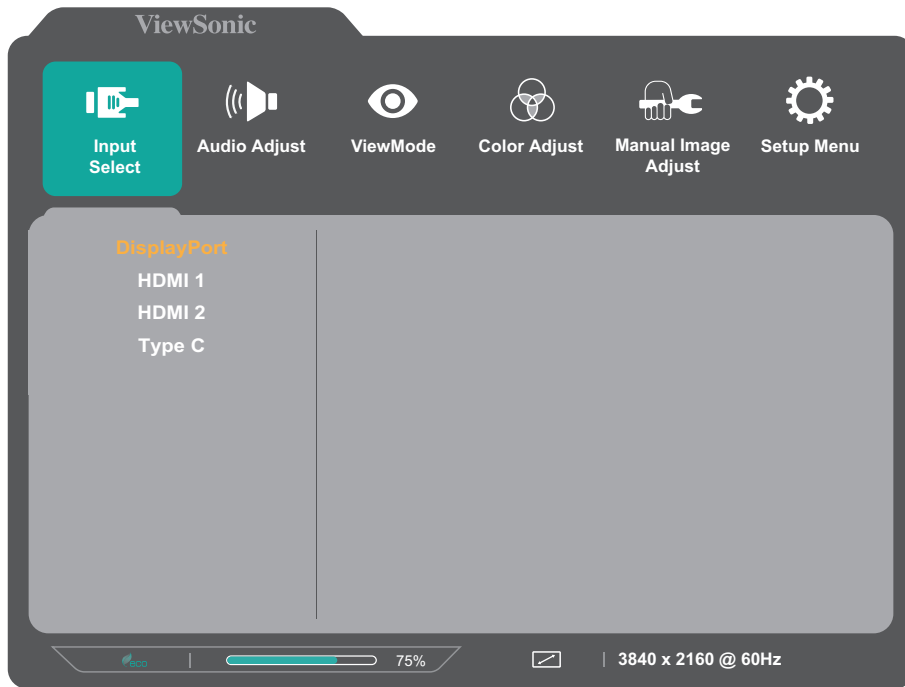 ViewSonic
Input
Select
Audio Adjust
ViewMode
Color Adjust
Manual Image
Adjust
Setup Menu
DisplayPort
HDMI 1
HDMI 2
Type C
eco
75%
3840 x 2160 @ 60Hz